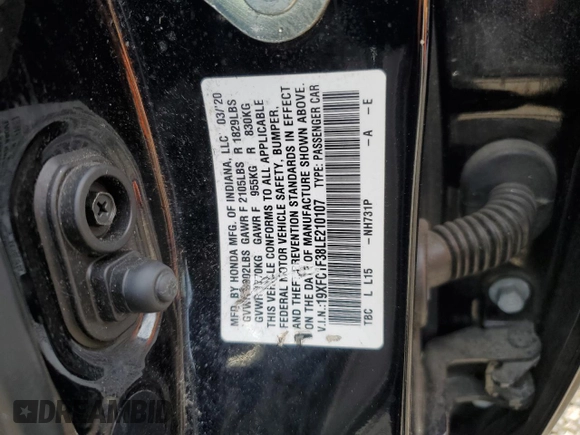 MFD. BY HONDA MFG. OF INDIANA, LLC 03/20
GAWR F 2105LBS R 1829LBS
GAWR F 955KG R 830KG
THIS VEHICLE CONFORMS TO ALL APPLICABLE
FEDERAL MOTOR VEHICLE SAFETY, BUMPER,
AND THEFT PREVENTION STANDARDS IN EFFECT
ON THE DATE OF MANUFACTURE SHOWN ABOVE.
V.I.N.: TYPE: PASSENGER CAR
TBC L L15 -NH731P -A -E
DREAMBID